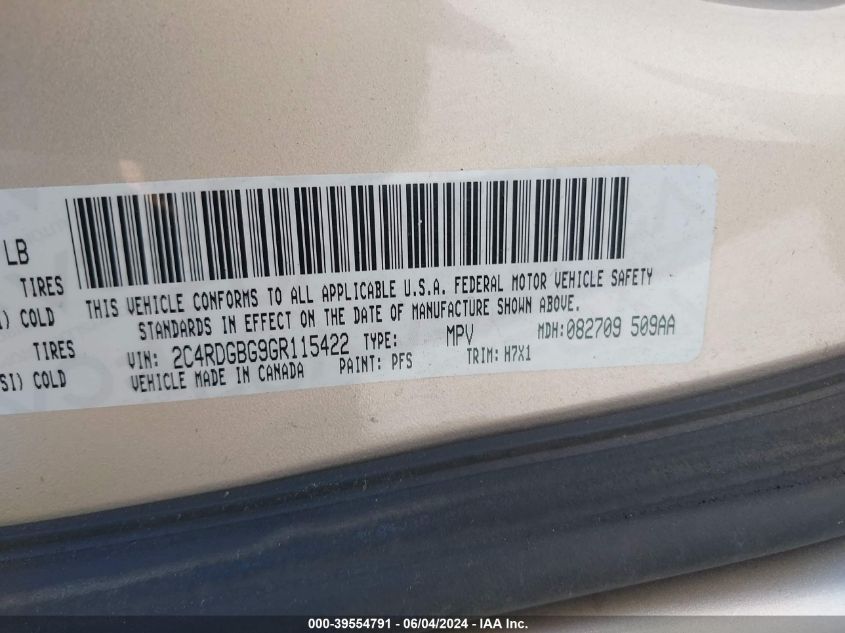 LB
TIRES
) COLD
TIRES
SI) COLD
THIS VEHICLE CONFORMS TO ALL APPLICABLE U.S.A. FEDERAL MOTOR VEHICLE SAFETY
STANDARDS IN EFFECT ON THE DATE OF MANUFACTURE SHOWN ABOVE.
VIN: 2C4RDGBG9GR115422 TYPE: MPV MDH:082709 509AA
VEHICLE MADE IN CANADA PAINT: PFS TRIM: H7X1
000-39554791 - 06/04/2024 - IAA Inc.